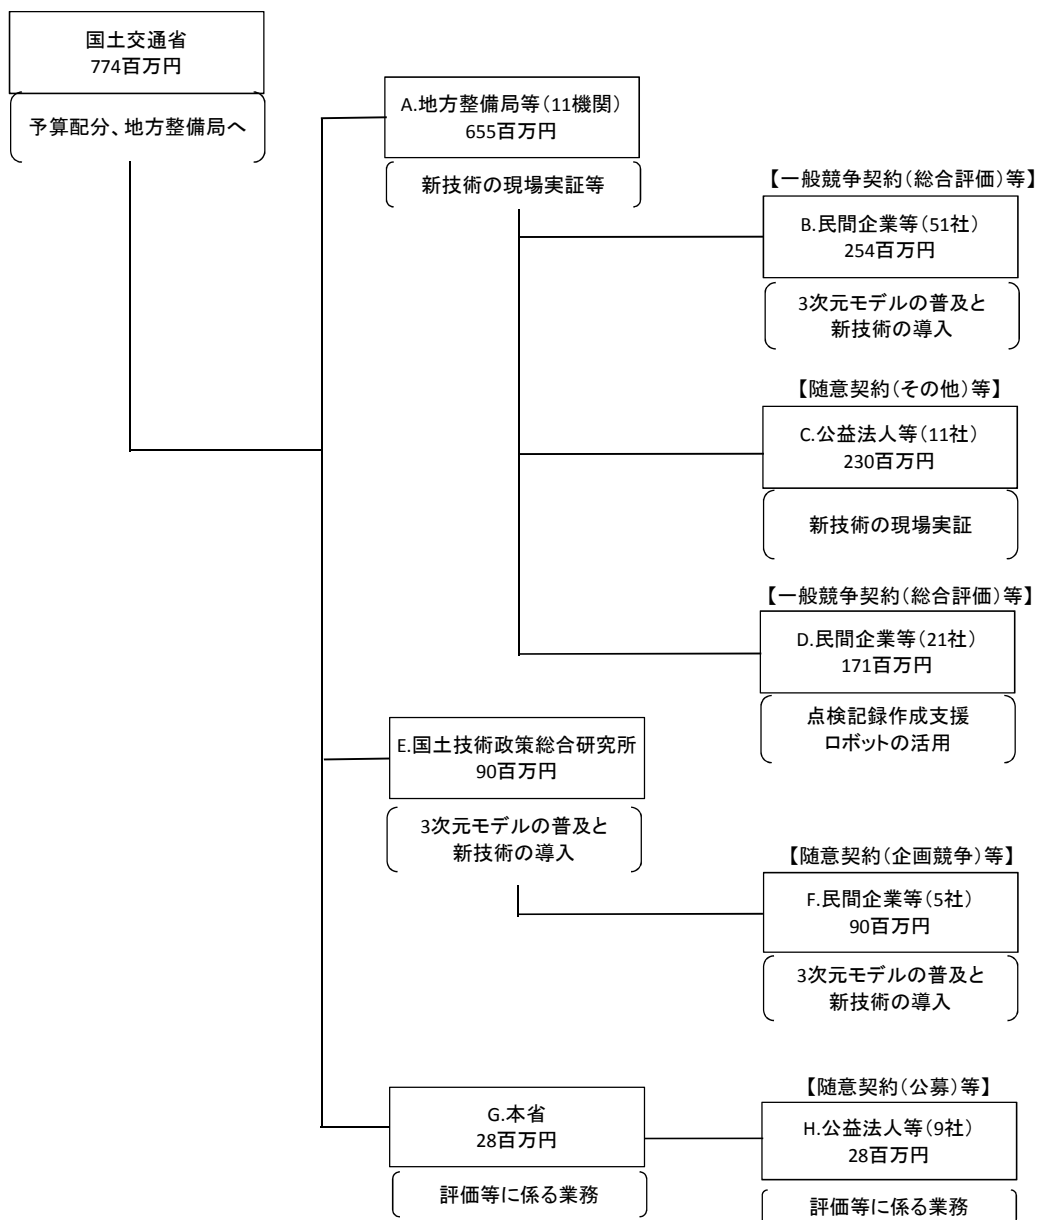 国土交通省
774百万円
予算配分、地方整備局へ
A.地方整備局等(11機関)
655百万円
新技術の現場実証等
【一般競争契約(総合評価)等】
B.民間企業等(51社)
254百万円
3次元モデルの普及と
新技術の導入
【随意契約(その他)等】
C.公益法人等(11社)
230百万円
新技術の現場実証
【一般競争契約(総合評価)等】
D.民間企業等(21社)
171百万円
点検記録作成支援
ロボットの活用
E.国土技術政策総合研究所
90百万円
3次元モデルの普及と
新技術の導入
【随意契約(企画競争)等】
F.民間企業等(5社)
90百万円
3次元モデルの普及と
新技術の導入
G.本省
28百万円
評価等に係る業務
【随意契約(公募)等】
H.公益法人等(9社)
28百万円
評価等に係る業務